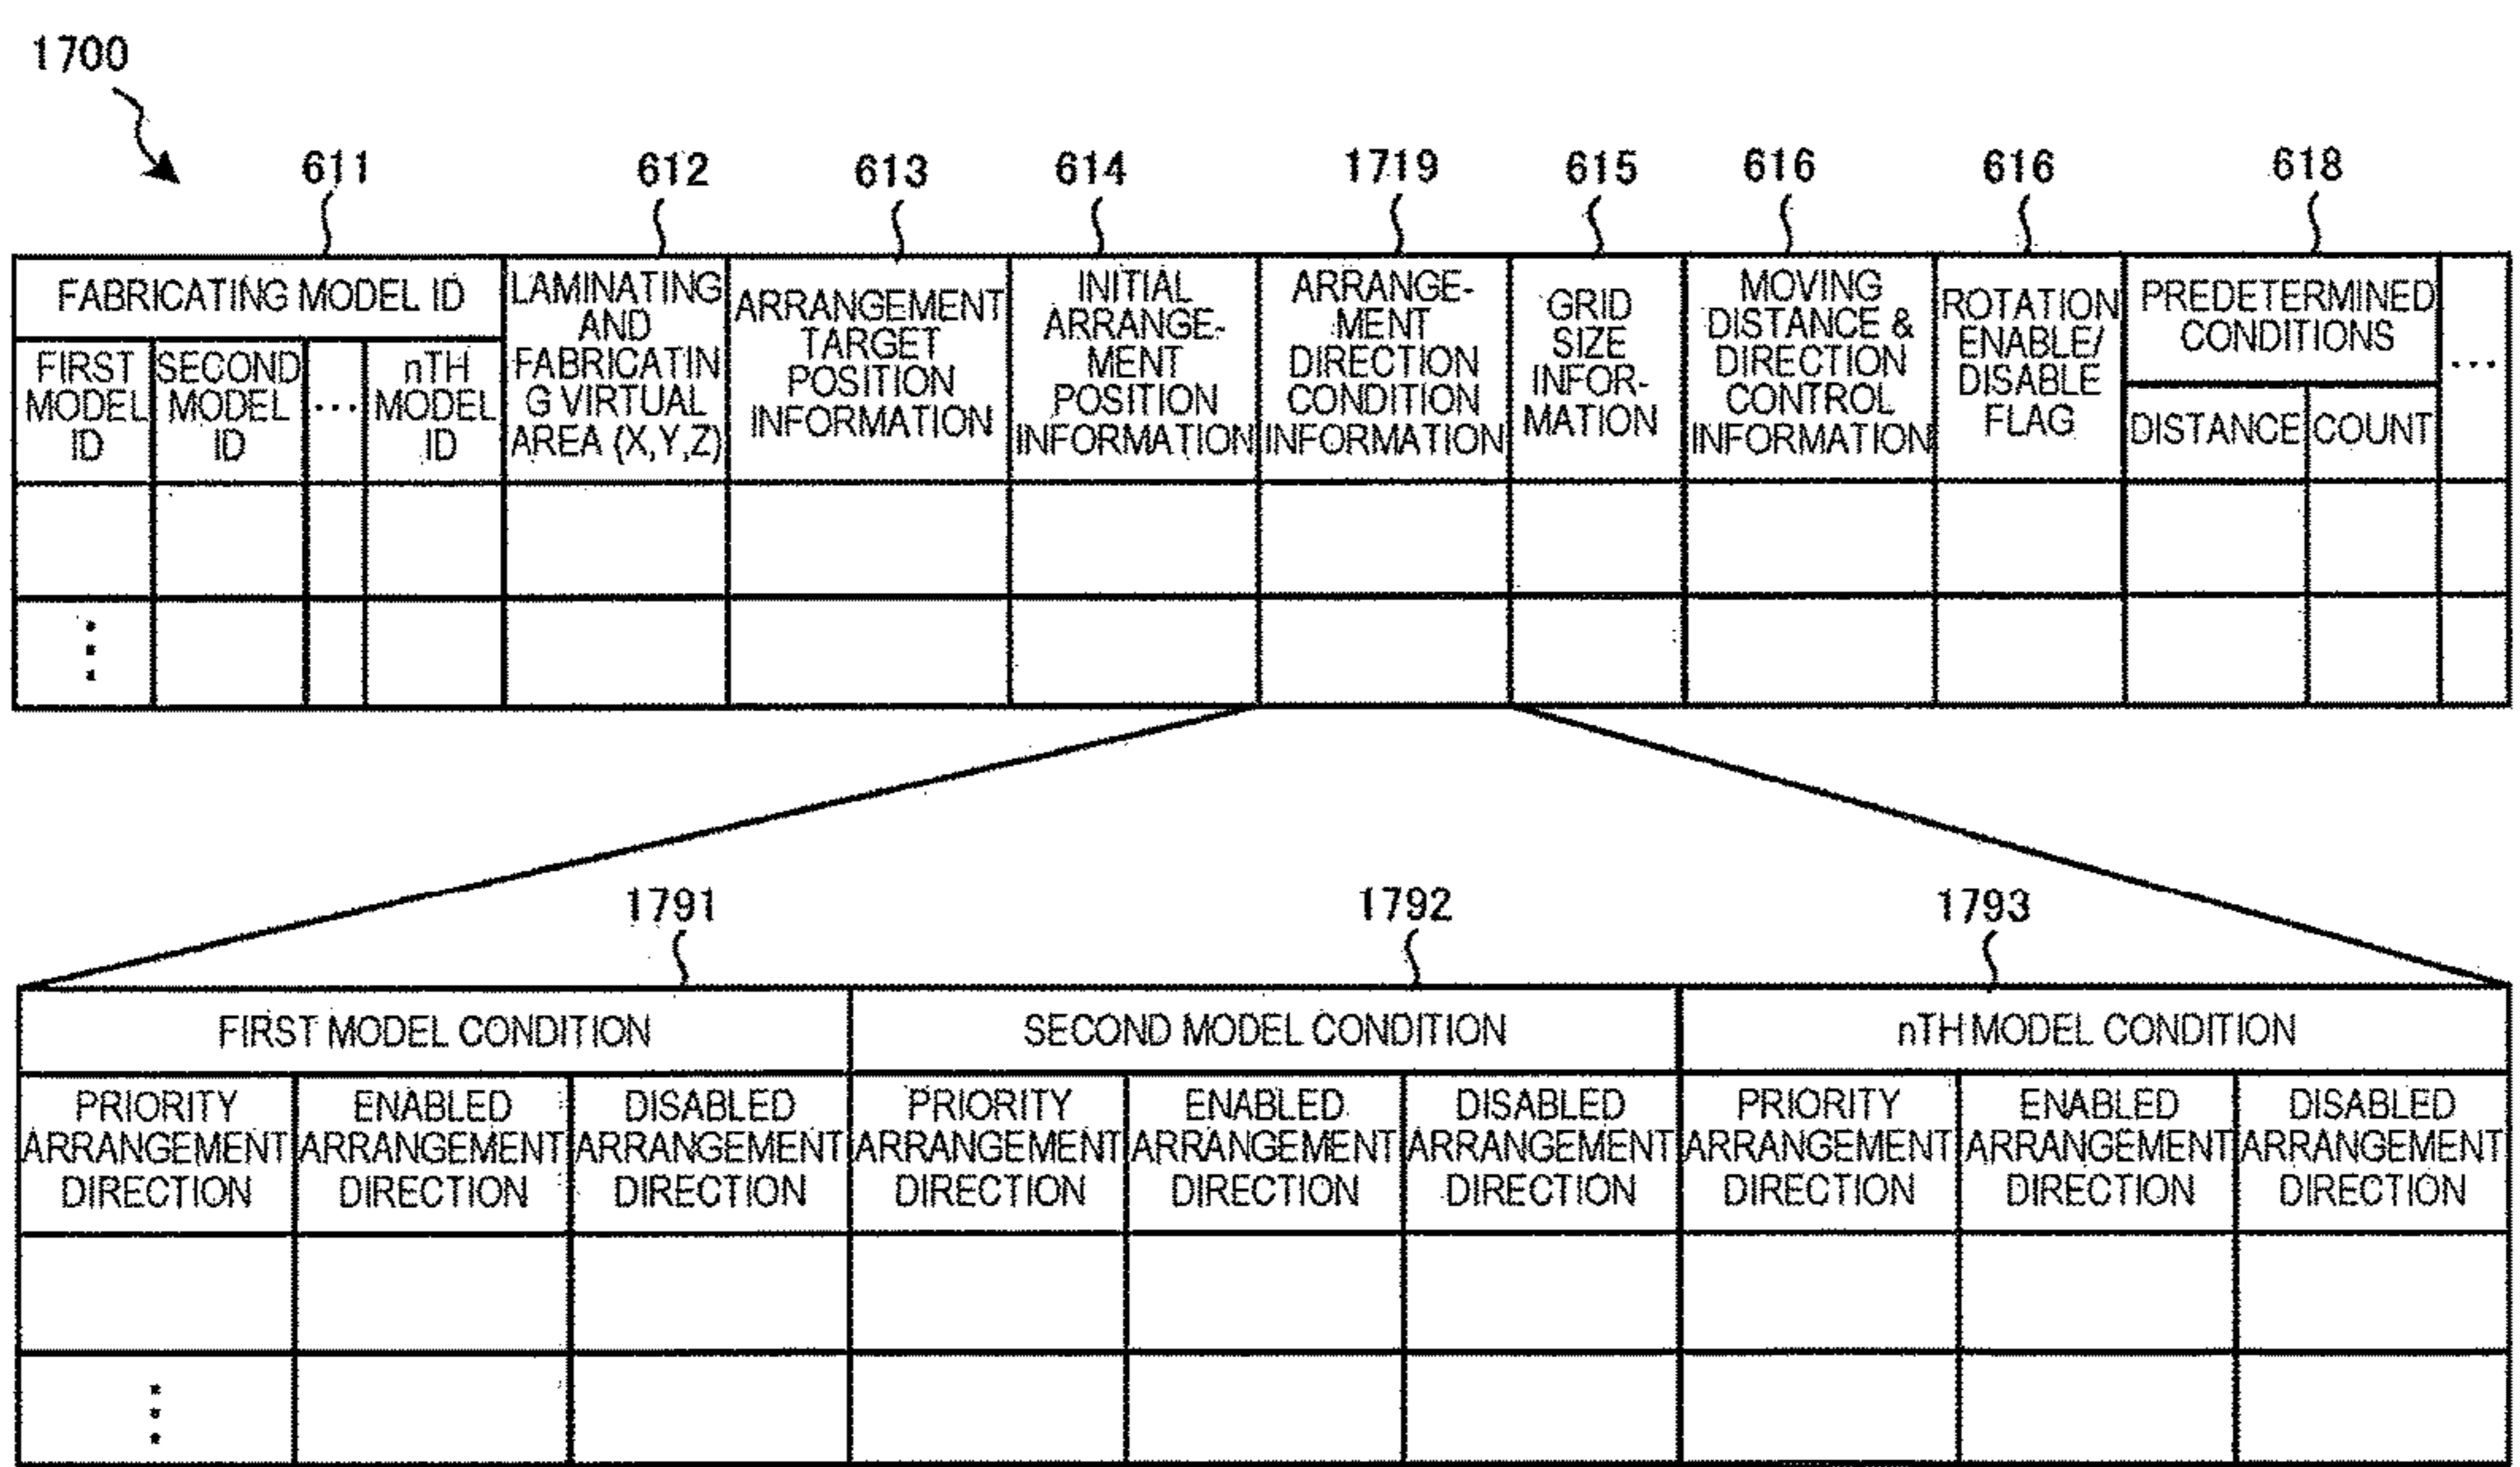 1700
611 612 613 614 1719 615 616 616 618
FABRICATING MODEL ID
FIRST
MODEL
ID
SECOND
MODEL
ID
...
nTH
MODEL
ID
LAMINATING
AND
FABRICATIN
G VIRTUAL
AREA (X,Y,Z)
ARRANGEMENT
TARGET
POSITION
INFORMATION
INITIAL
ARRANGE-
MENT
POSITION
INFORMATION
ARRANGE-
MENT
DIRECTION
CONDITION
INFORMATION
GRID
SIZE
INFOR-
MATION
MOVING
DISTANCE &
DIRECTION
CONTROL
INFORMATION
ROTATION
ENABLE/
DISABLE
FLAG
PREDETERMINED
CONDITIONS
DISTANCE COUNT
...
1791 1792 1793
FIRST MODEL CONDITION SECOND MODEL CONDITION nTH MODEL CONDITION
PRIORITY
ARRANGEMENT
DIRECTION
ENABLED
ARRANGEMENT
DIRECTION
DISABLED
ARRANGEMENT
DIRECTION
PRIORITY
ARRANGEMENT
DIRECTION
ENABLED
ARRANGEMENT
DIRECTION
DISABLED
ARRANGEMENT
DIRECTION
PRIORITY
ARRANGEMENT
DIRECTION
ENABLED
ARRANGEMENT
DIRECTION
DISABLED
ARRANGEMENT
DIRECTION